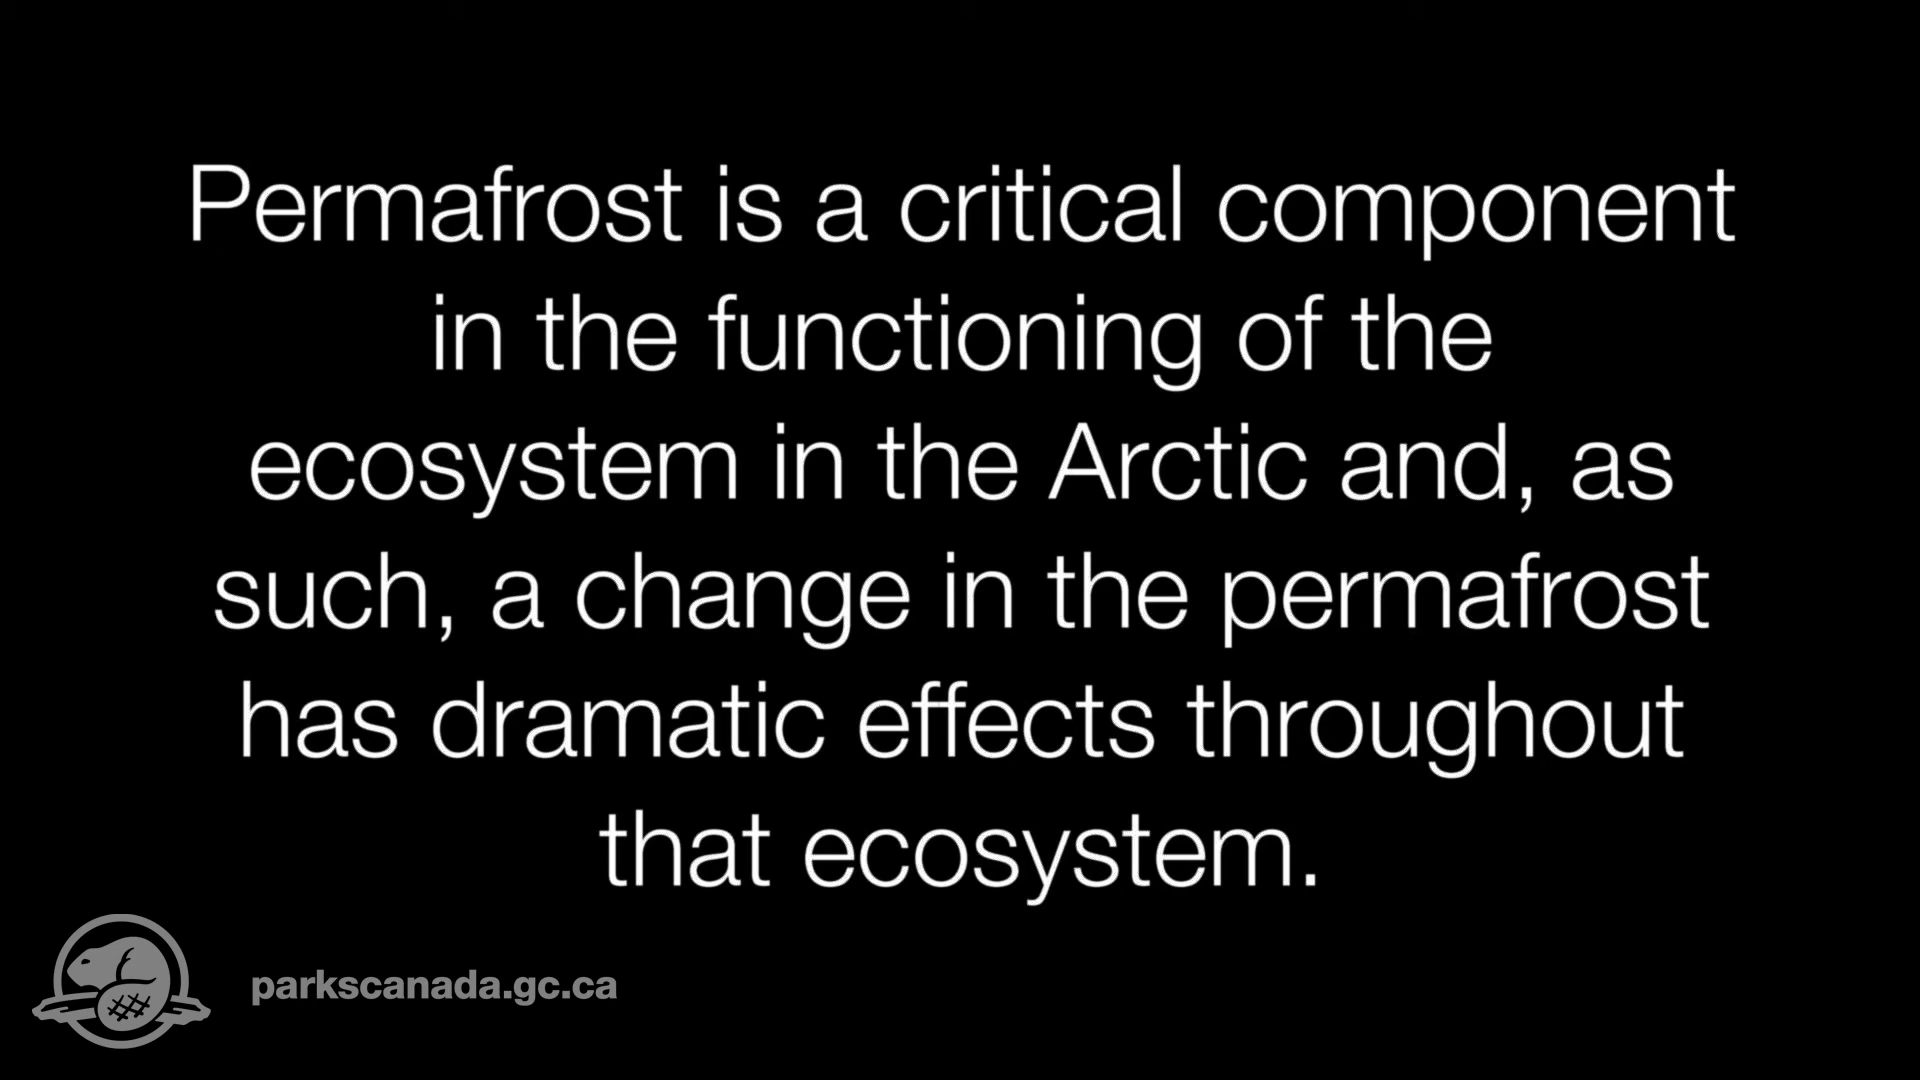 Permafrost is a critical component
in the functioning of the
ecosystem in the Arctic and, as
such, a change in the permafrost
has dramatic effects throughout
that ecosystem.
parkscanada.gc.ca